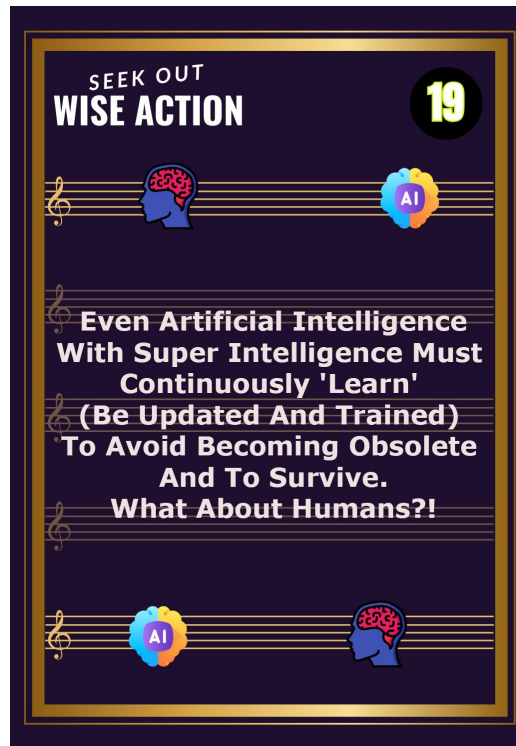 SEEK OUT
WISE ACTION
19
AI
Even Artificial Intelligence
With Super Intelligence Must
Continuously 'Learn'
(Be Updated And Trained)
To Avoid Becoming Obsolete
And To Survive.
What About Humans?!
AI